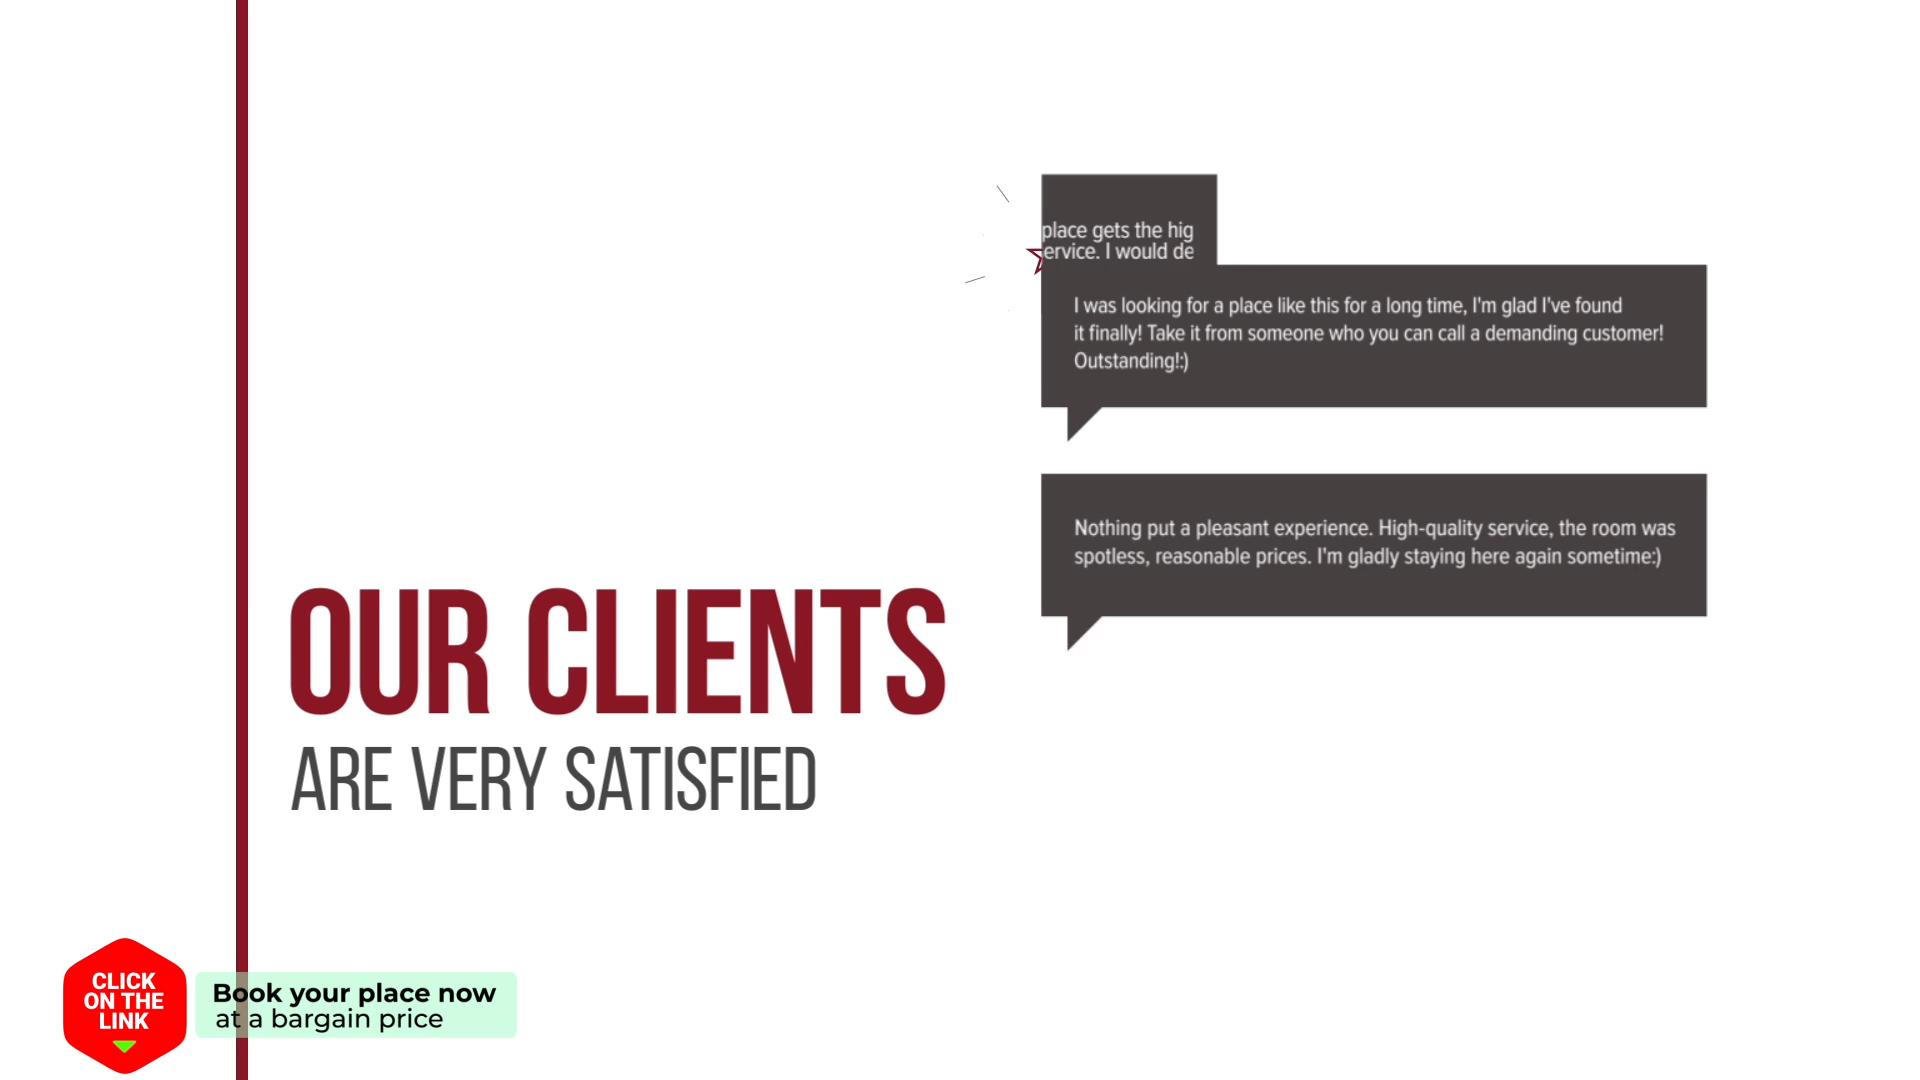 place gets the hig
ervice. I would de
I was looking for a place like this for a long time, I'm glad I've found
it finally! Take it from someone who you can call a demanding customer!
Outstanding!:)
Nothing put a pleasant experience. High-quality service, the room was
spotless, reasonable prices. I'm gladly staying here again sometime:)
OUR CLIENTS
ARE VERY SATISFIED
CLICK
ON THE
LINK
Book your place now
at a bargain price